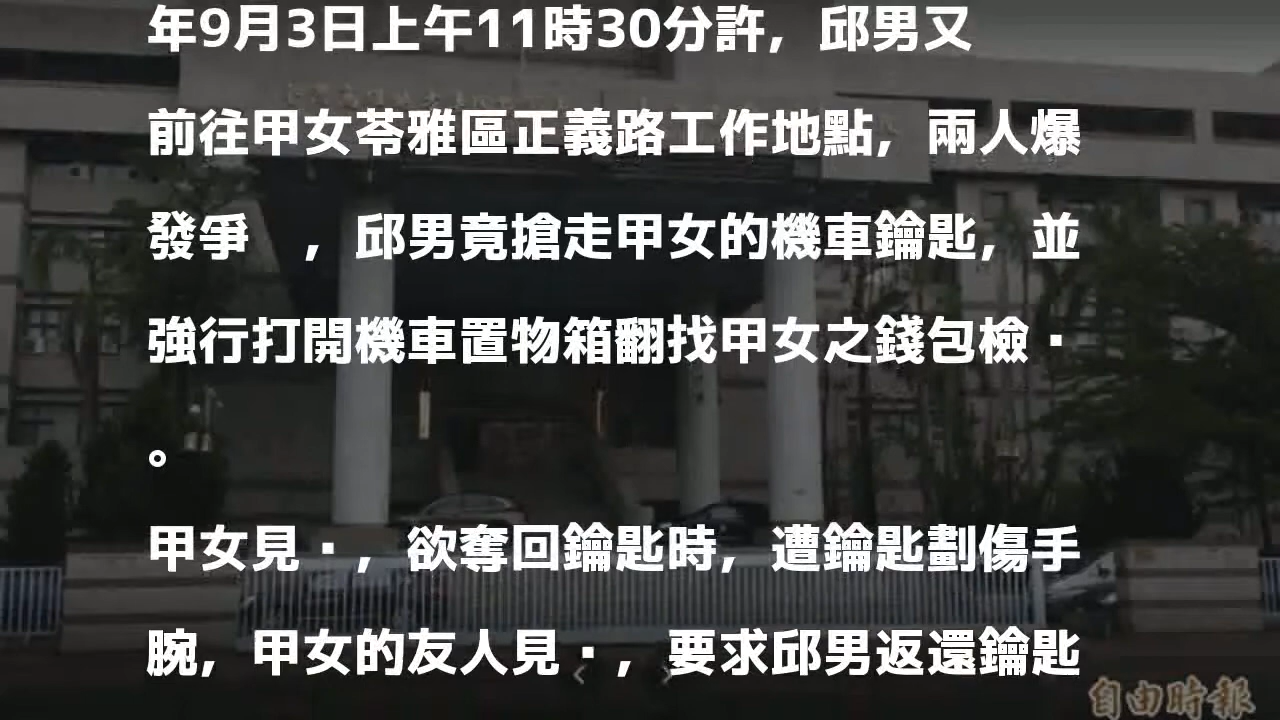 年9月3日上午11時30分許，邱男又
前往甲女苓雅區正義路工作地點，兩人爆
發爭　，邱男竟搶走甲女的機車鑰匙，並
強行打開機車置物箱翻找甲女之錢包檢▪
。
甲女見▪，欲奪回鑰匙時，遭鑰匙劃傷手
腕，甲女的友人見▪，要求邱男返還鑰匙
自由時報